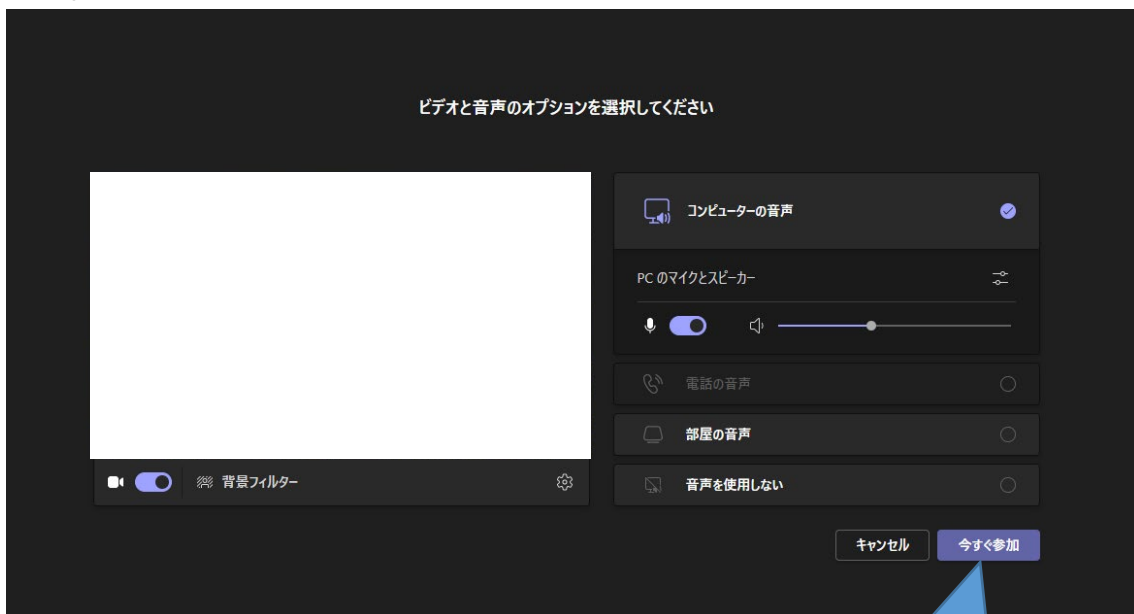 ビデオと音声のオプションを選択してください
コンピューターの音声
PC のマイクとスピーカー
電話の音声
部屋の音声
背景フィルター
音声を使用しない
キャンセル
今すぐ参加